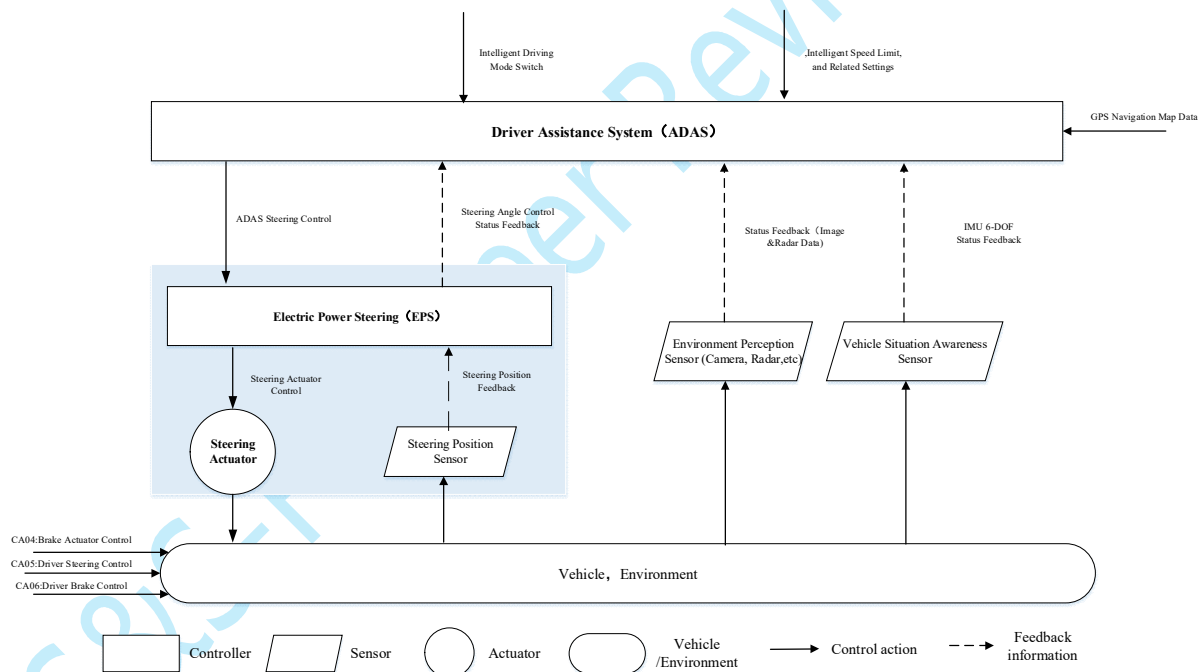 Intelligent Driving
Mode Switch
,Intelligent Speed Limit,
and Related Settings
Driver Assistance System（ADAS）
GPS Navigation Map Data
ADAS Steering Control
Steering Angle Control
Status Feedback
Status Feedback（Image
&Radar Data)
IMU 6-DOF
Status Feedback
Electric Power Steering（EPS）
Environment Perception
Sensor (Camera, Radar,etc)
Vehicle Situation Awareness
Sensor
Steering Actuator
Control
Steering Position
Feedback
Steering
Actuator
Steering Position
Sensor
CA04:Brake Actuator Control
CA05:Driver Steering Control
CA06:Driver Brake Control
Vehicle，Environment
Controller
Sensor
Actuator
Vehicle
/Environment
Control action
Feedback
information